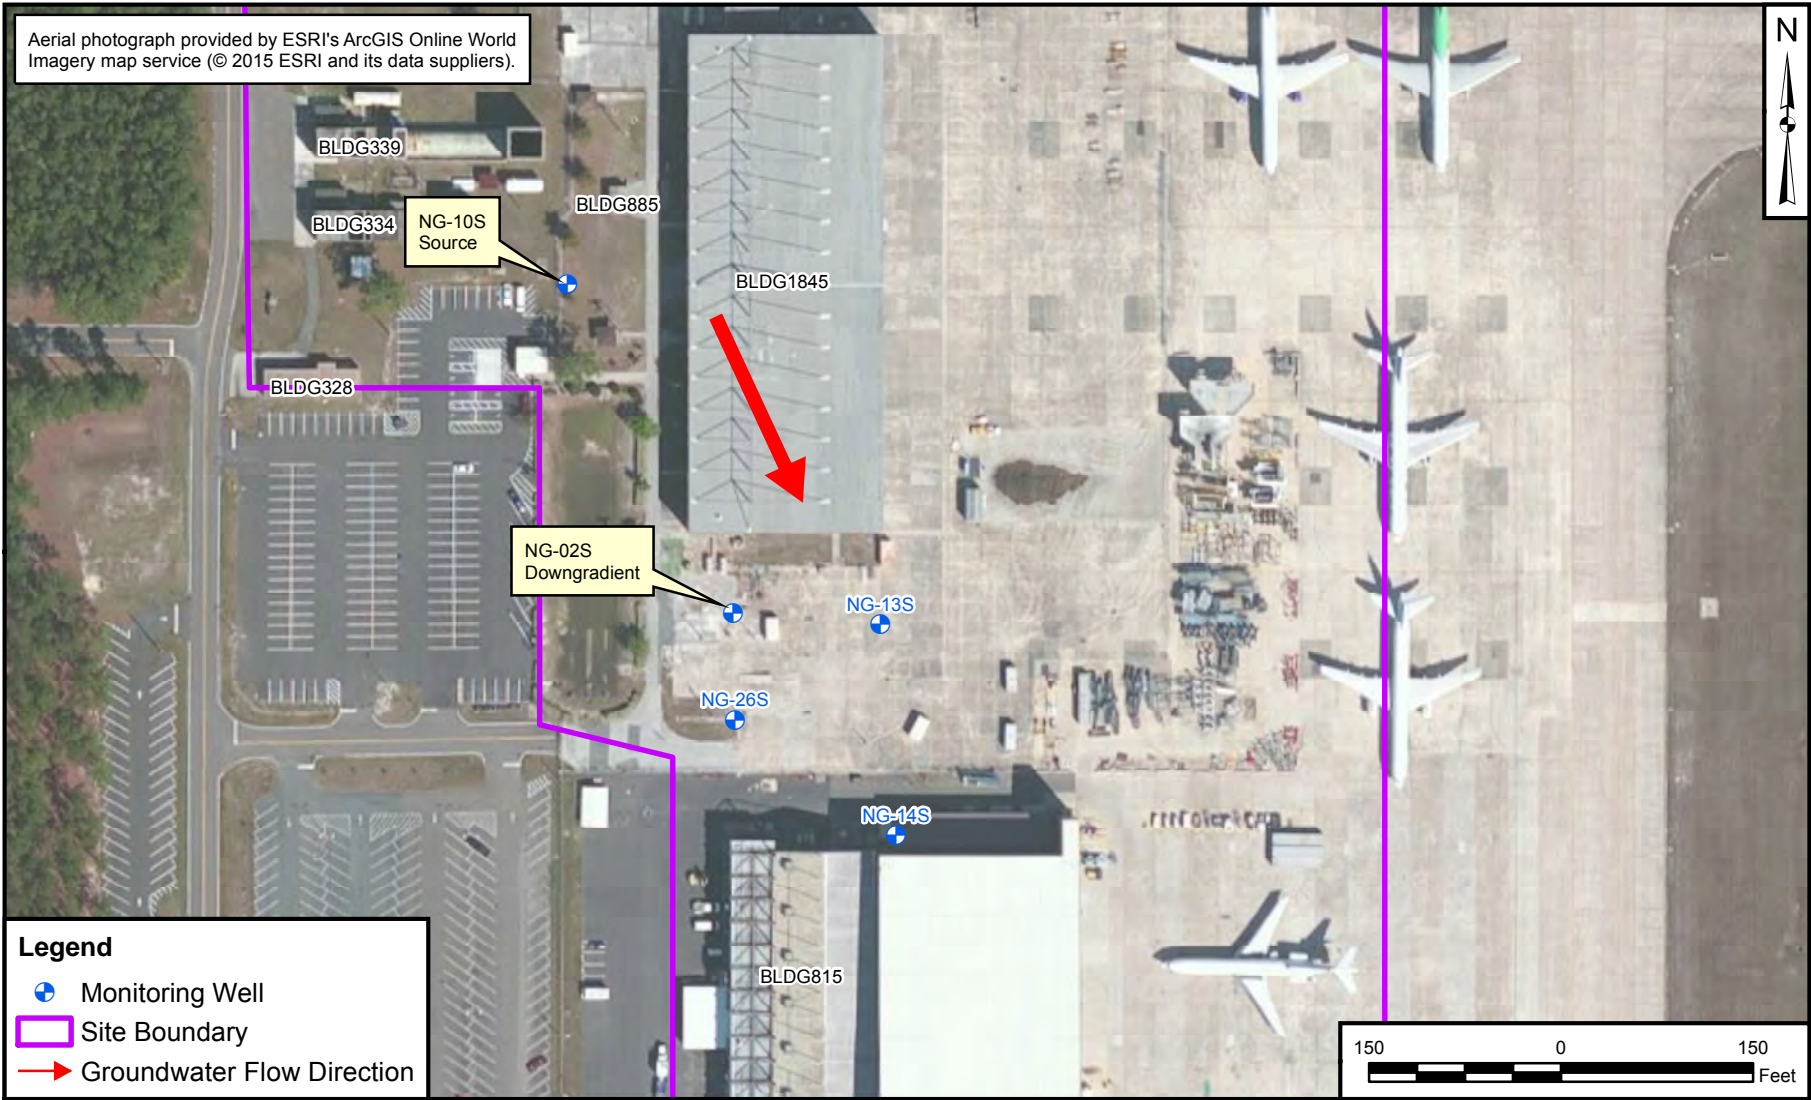 Aerial photograph provided by ESRI's ArcGIS Online World
Imagery map service (© 2015 ESRI and its data suppliers).
N
BLDG339
BLDG885
BLDG334
NG-10S
Source
BLDG1845
BLDG328
NG-02S
Downgradient
NG-13S
NG-26S
NG-14S
BLDG815
Legend
Monitoring Well
Site Boundary
Groundwater Flow Direction
150 0 150
Feet